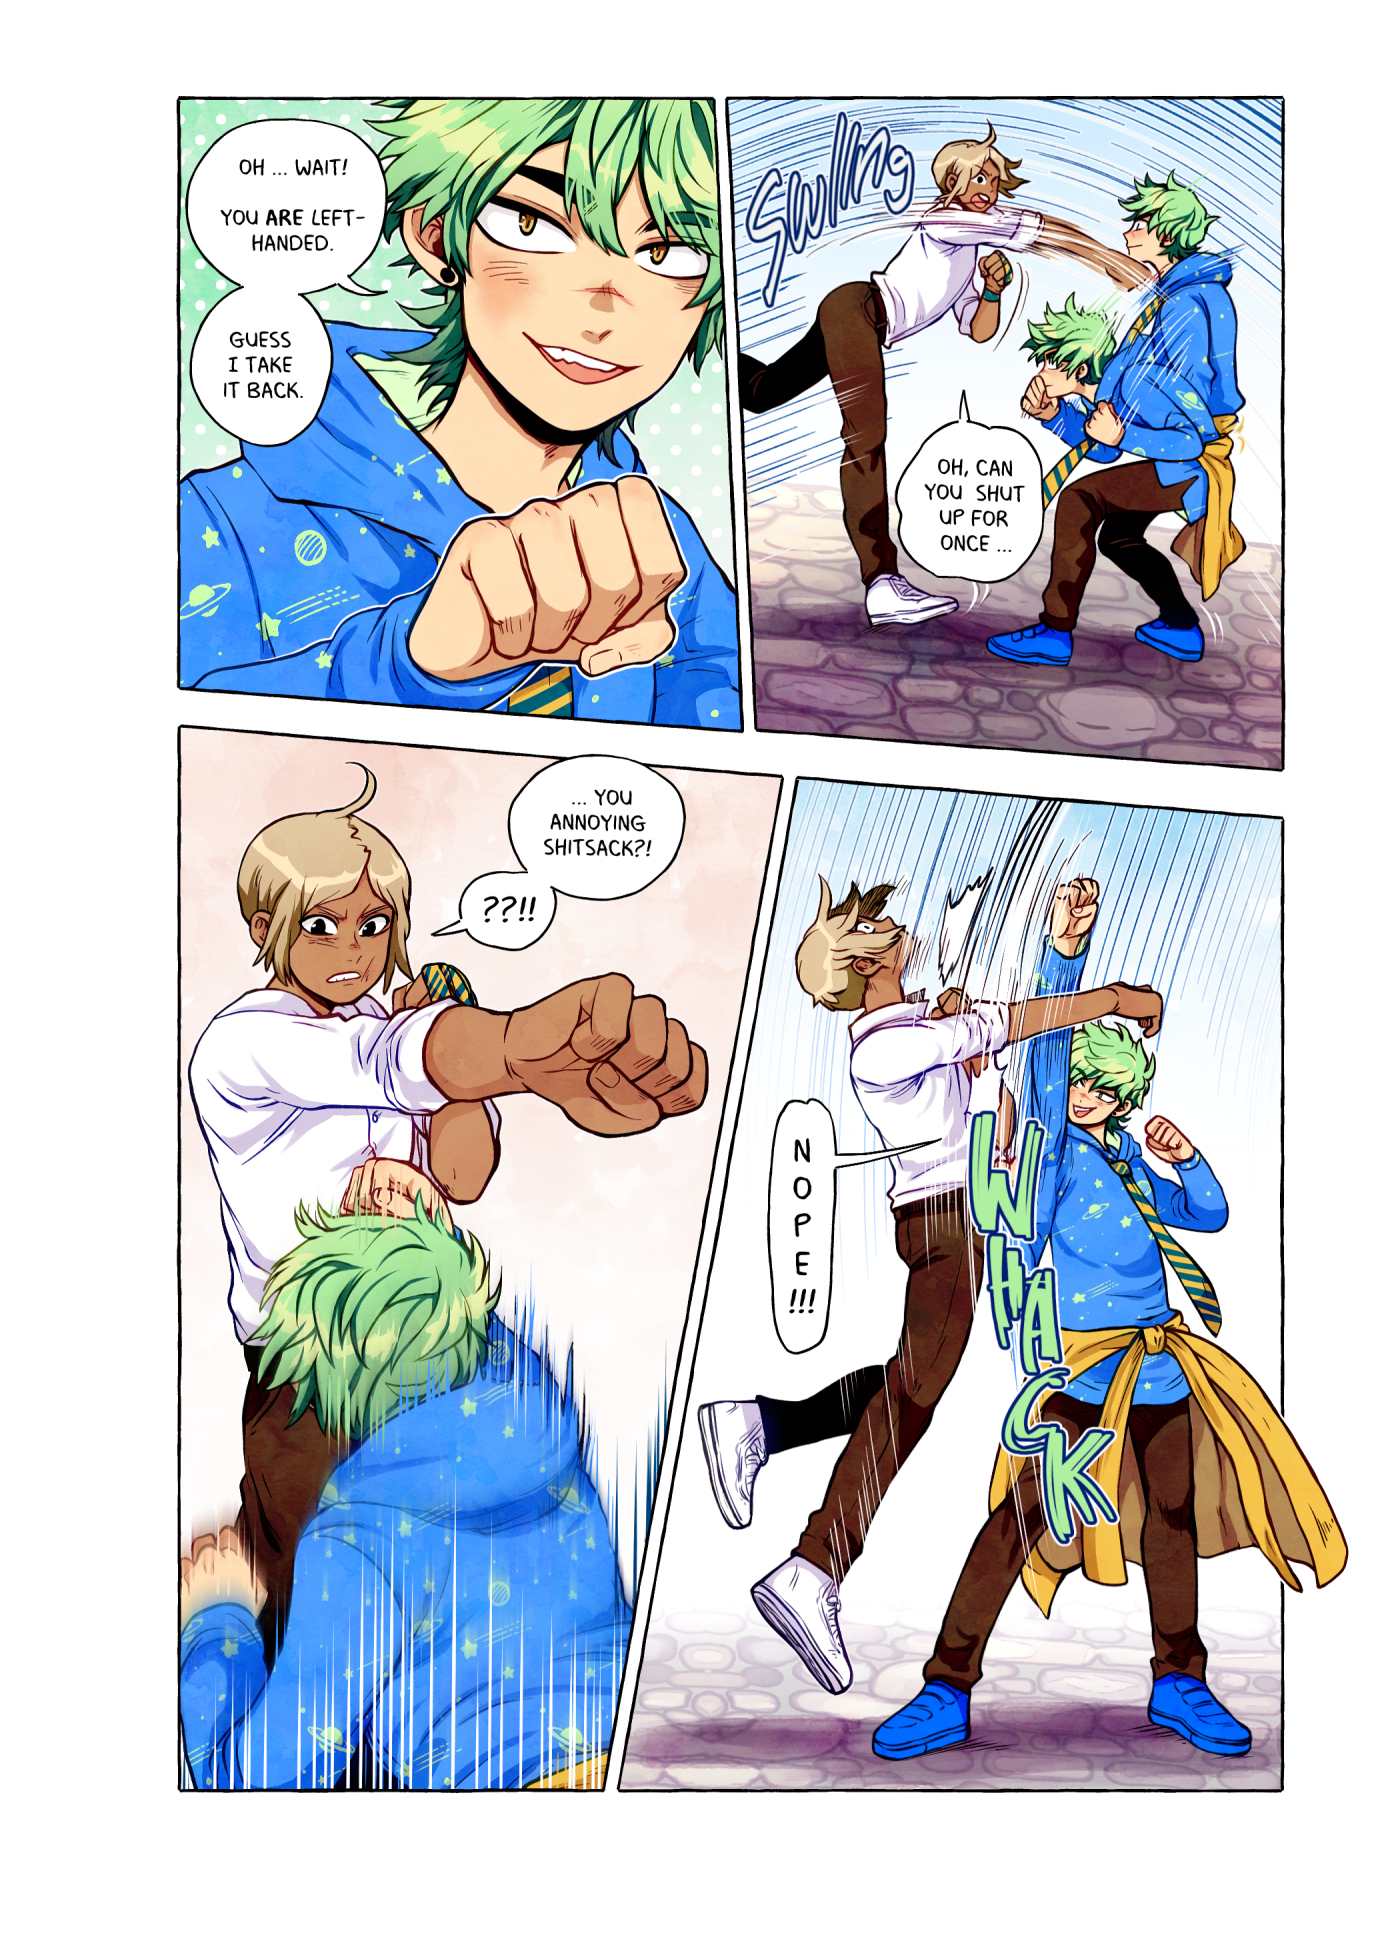 OH ... WAIT!
YOU ARE LEFT-
HANDED.
GUESS
I TAKE
IT BACK.
SWING
OH, CAN
YOU SHUT
UP FOR
ONCE ...
... YOU
ANNOYING
SHITSACK?!
??!!
NOPE!!!
WHACK